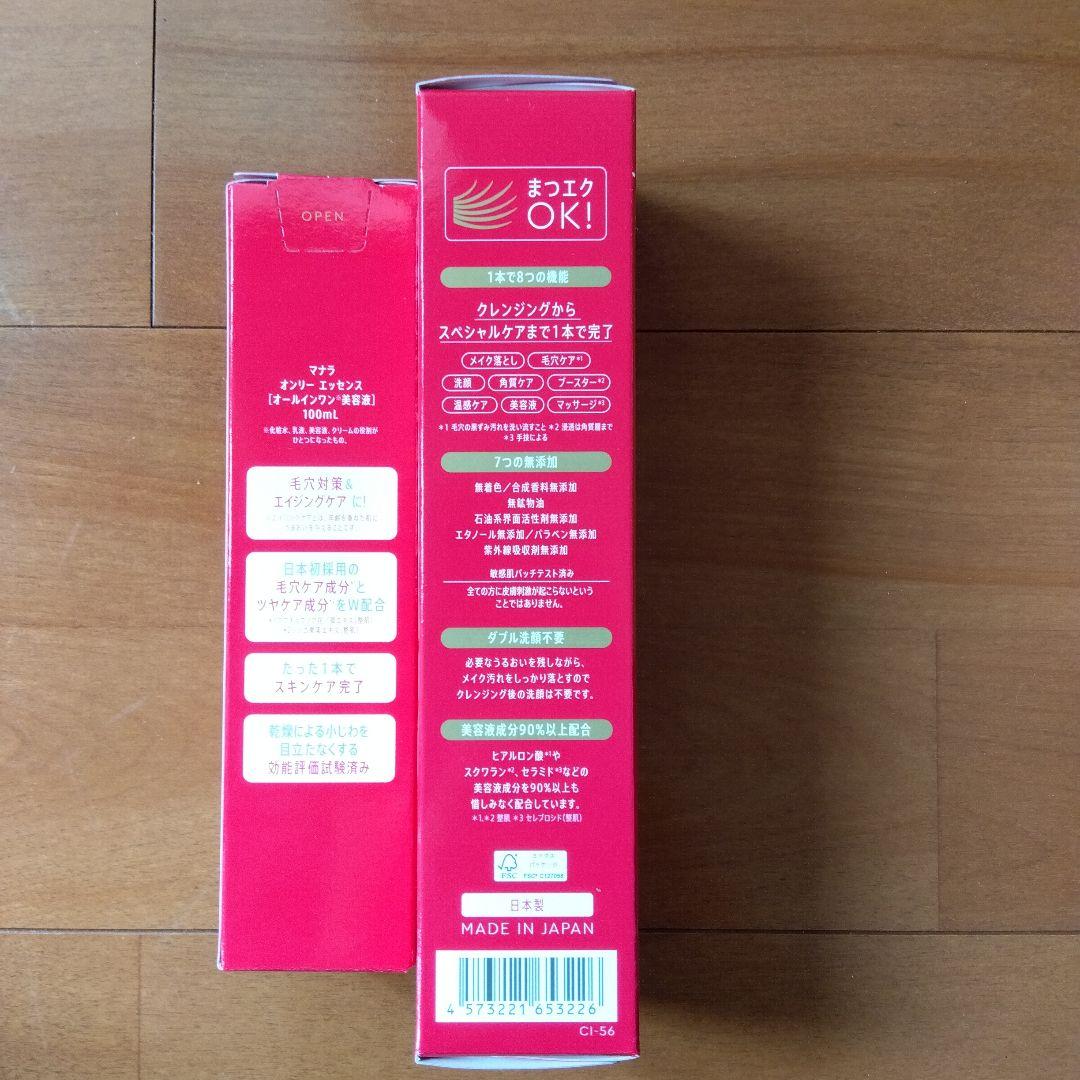 OPEN
マナラ
オンリー エッセンス
[オールインワン※美容液]
100mL
※化粧水、乳液、美容液、クリームの役割が
ひとつになったもの。
毛穴対策&
エイジングケア に!
日本初採用の
毛穴ケア成分 と
ツヤケア成分 をW配合
たった1本で
スキンケア完了
乾燥による小じわを
目立たなくする
効能評価試験済み
まつエク
OK!
1本で8つの機能
クレンジングから
スペシャルケアまで1本で完了
メイク落とし 毛穴ケア*1
洗顔 角質ケア ブースター*2
温感ケア 美容液 マッサージ*3
*1 毛穴の黒ずみ汚れを洗い流すこと *2 浸透は角質層まで
*3 手技による
7つの無添加
無着色/合成香料無添加
無鉱物油
石油系界面活性剤無添加
エタノール無添加/パラベン無添加
紫外線吸収剤無添加
敏感肌パッチテスト済み
全ての方に皮膚刺激が起こらないという
ことではありません。
ダブル洗顔不要
必要なうるおいを残しながら、
メイク汚れをしっかり落とすので
クレンジング後の洗顔は不要です。
美容液成分90%以上配合
ヒアルロン酸*1や
スクワラン*2、セラミド*3などの
美容液成分を90%以上も
惜しみなく配合しています。
*1,*2 整肌 *3 セレブロシド(整肌)
FSC
ミックス
パッケージ
FSC® C127098
日本製
MADE IN JAPAN
4 573221 653226
CI-56